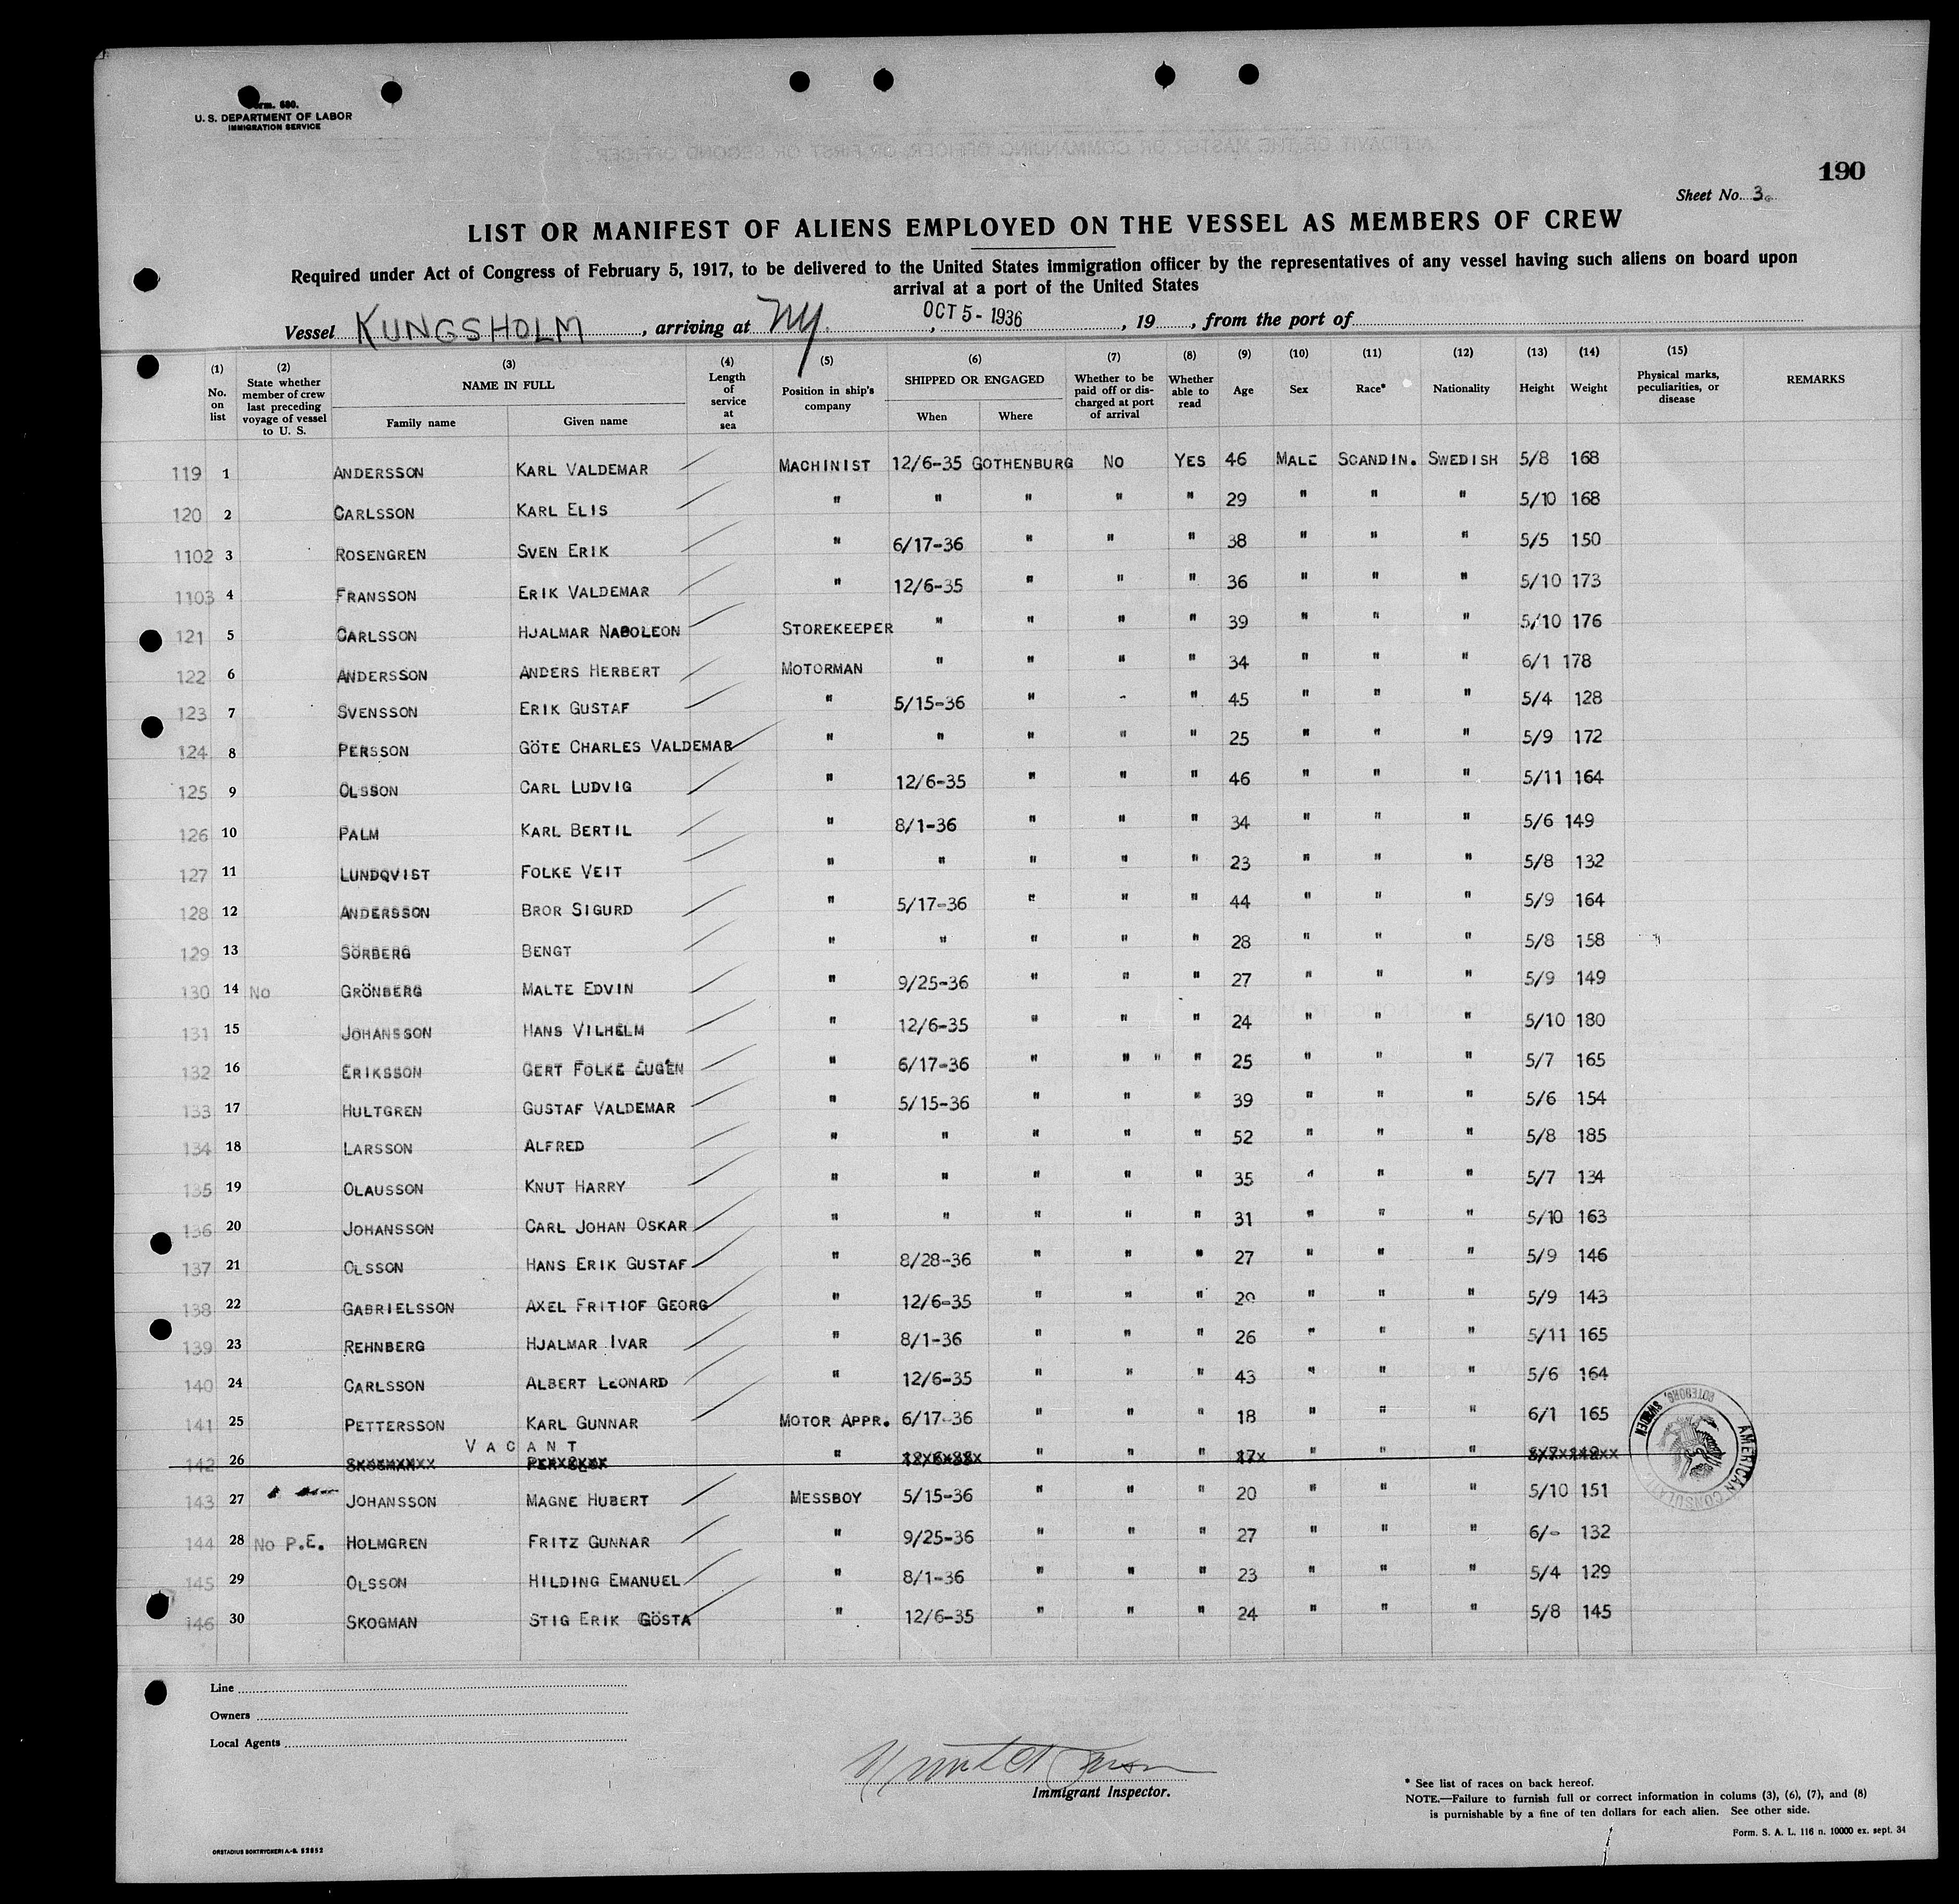 Form. 680.
U. S. DEPARTMENT OF LABOR
IMMIGRATION SERVICE
190
Sheet No. 3.
LIST OR MANIFEST OF ALIENS EMPLOYED ON THE VESSEL AS MEMBERS OF CREW
Required under Act of Congress of February 5, 1917, to be delivered to the United States immigration officer by the representatives of any vessel having such aliens on board upon
arrival at a port of the United States
Vessel KUNGSHOLM, arriving at NY., OCT 5 - 1936, 19, from the port of
(1) (2) (3) (4) (5) (6) (7) (8) (9) (10) (11) (12) (13) (14) (15)
No. on list State whether member of crew last preceding voyage of vessel to U. S. NAME IN FULL Family name Given name Length of service at sea Position in ship's company SHIPPED OR ENGAGED When Where Whether to be paid off or discharged at port of arrival Whether able to read Age Sex Race* Nationality Height Weight Physical marks, peculiarities, or disease REMARKS
119 1 ANDERSSON KARL VALDEMAR MACHINIST 12/6-35 GOTHENBURG NO YES 46 MALE SCANDIN. SWEDISH 5/8 168
120 2 CARLSSON KARL ELIS " " " " " 29 " " " 5/10 168
1102 3 ROSENGREN SVEN ERIK " 6/17-36 " " " 38 " " " 5/5 150
1103 4 FRANSSON ERIK VALDEMAR " 12/6-35 " " " 36 " " " 5/10 173
121 5 CARLSSON HJALMAR NAPOLEON STOREKEEPER " " " " 39 " " " 5/10 176
122 6 ANDERSSON ANDERS HERBERT MOTORMAN " " " " 34 " " " 6/1 178
123 7 SVENSSON ERIK GUSTAF " 5/15-36 " - " 45 " " " 5/4 128
124 8 PERSSON GÖTE CHARLES VALDEMAR " " " " " 25 " " " 5/9 172
125 9 OLSSON CARL LUDVIG " 12/6-35 " " " 46 " " " 5/11 164
126 10 PALM KARL BERTIL " 8/1-36 " " " 34 " " " 5/6 149
127 11 LUNDQVIST FOLKE VEIT " " " " " 23 " " " 5/8 132
128 12 ANDERSSON BROR SIGURD " 5/17-36 " " " 44 " " " 5/9 164
129 13 SÖRBERG BENGT " " " " " 28 " " " 5/8 158
130 14 NO GRÖNBERG MALTE EDVIN " 9/25-36 " " " 27 " " " 5/9 149
131 15 JOHANSSON HANS VILHELM " 12/6-35 " " " 24 " " " 5/10 180
132 16 ERIKSSON GERT FOLKE EUGEN " 6/17-36 " " " " 25 " " " 5/7 165
133 17 HULTGREN GUSTAF VALDEMAR " 5/15-36 " " " 39 " " " 5/6 154
134 18 LARSSON ALFRED " " " " " 52 " " " 5/8 185
135 19 OLAUSSON KNUT HARRY " " " " " 35 " " " 5/7 134
136 20 JOHANSSON CARL JOHAN OSKAR " " " " " 31 " " " 5/10 163
137 21 OLSSON HANS ERIK GUSTAF " 8/28-36 " " " 27 " " " 5/9 146
138 22 GABRIELSSON AXEL FRITIOF GEORG " 12/6-35 " " " 29 " " " 5/9 143
139 23 REHNBERG HJALMAR IVAR " 8/1-36 " " " 26 " " " 5/11 165
140 24 CARLSSON ALBERT LEONARD " 12/6-35 " " " 43 " " " 5/6 164
141 25 PETTERSSON KARL GUNNAR MOTOR APPR. 6/17-36 " " " 18 " " " 6/1 165
VACANT
142 26 " " " " " " "
143 27 JOHANSSON MAGNE HUBERT MESSBOY 5/15-36 " " " 20 " " " 5/10 151
144 28 NO P.E. HOLMGREN FRITZ GUNNAR " 9/25-36 " " " 27 " " " 6/- 132
145 29 OLSSON HILDING EMANUEL " 8/1-36 " " " 23 " " " 5/4 129
146 30 SKOGMAN STIG ERIK GÖSTA " 12/6-35 " " " 24 " " " 5/8 145
AMERICAN CONSULATE GOTEBORG, SWEDEN
Line
Owners
Local Agents
Immigrant Inspector.
* See list of races on back hereof.
NOTE.—Failure to furnish full or correct information in colums (3), (6), (7), and (8)
is purnishable by a fine of ten dollars for each alien. See other side.
Form. S. A. L. 116 n. 10000 ex. sept. 34
ORSTADIUS BOKTRYCKERI A.-B. 52852